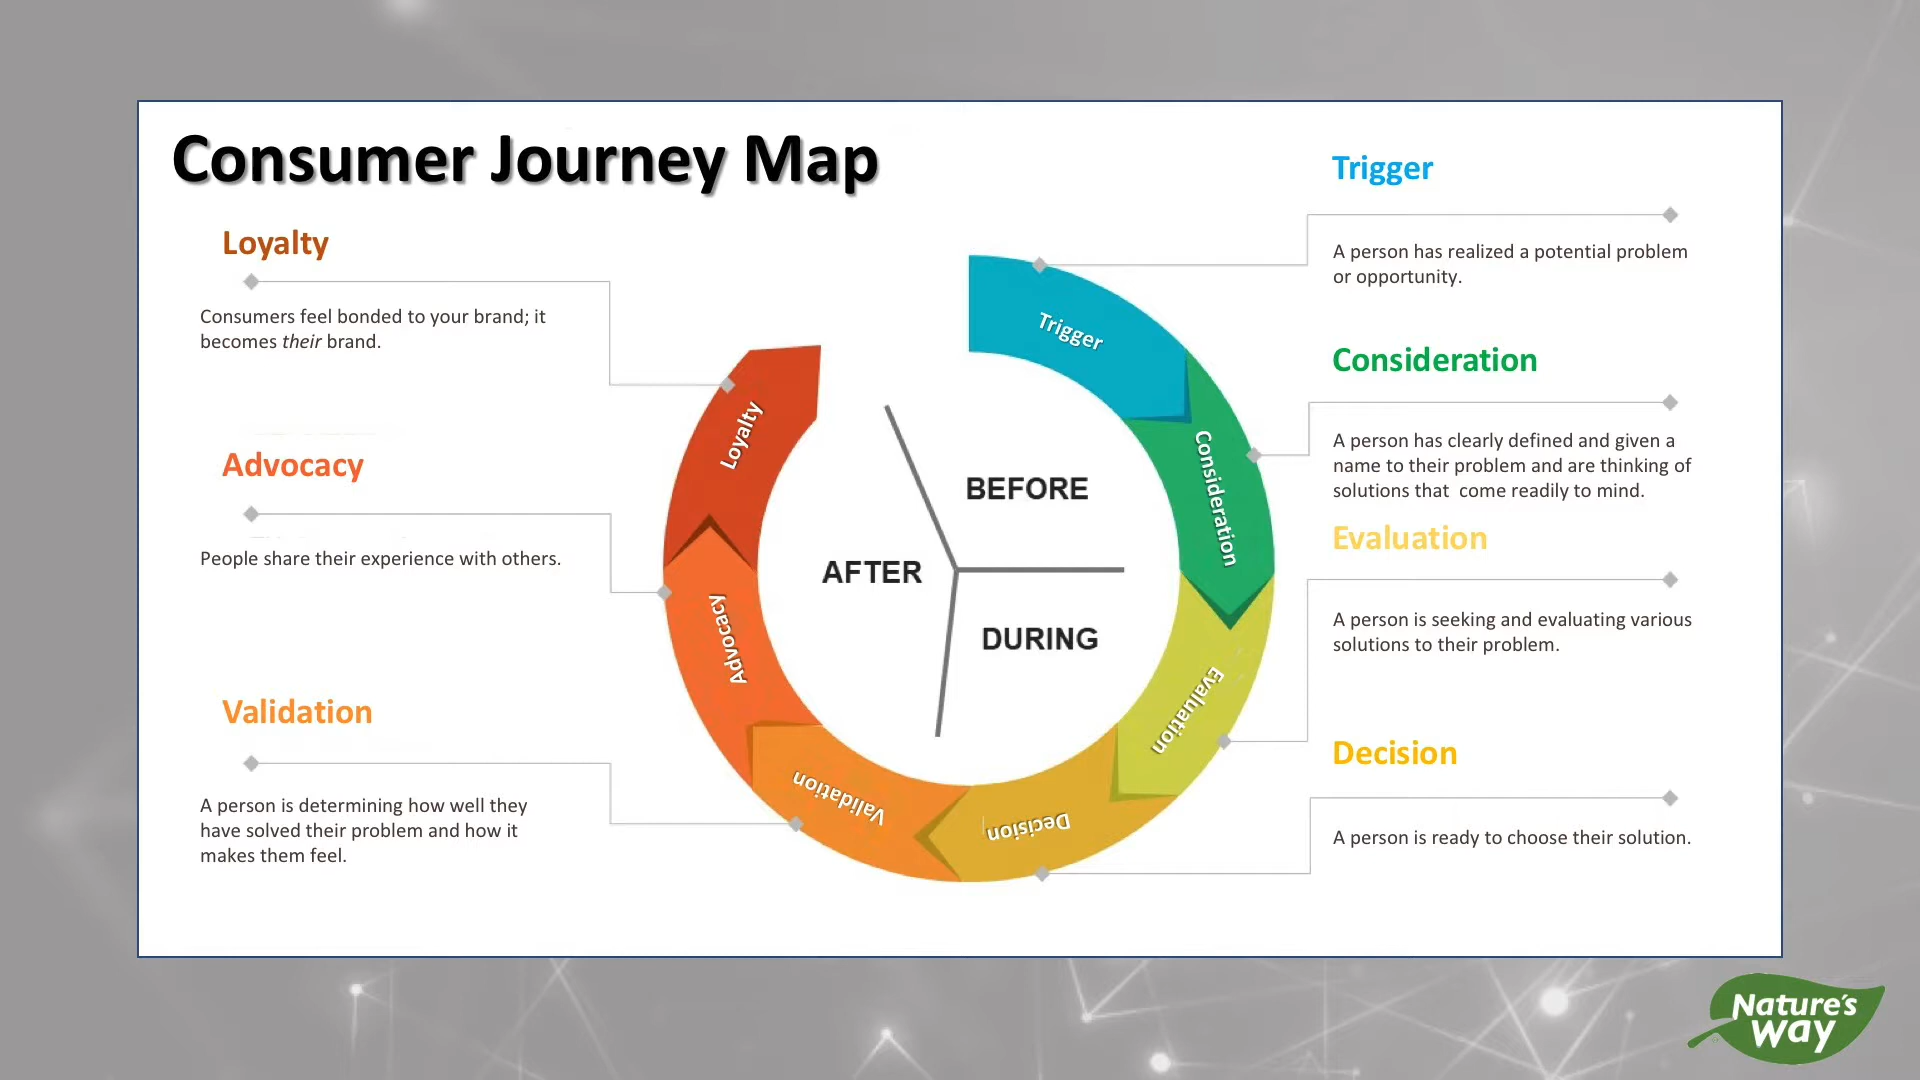 Consumer Journey Map
Loyalty
Consumers feel bonded to your brand; it
becomes their brand.
Advocacy
People share their experience with others.
Validation
A person is determining how well they
have solved their problem and how it
makes them feel.
Trigger
Consideration
Evaluation
Decision
Validation
Advocacy
Loyalty
BEFORE
AFTER
DURING
Trigger
A person has realized a potential problem
or opportunity.
Consideration
A person has clearly defined and given a
name to their problem and are thinking of
solutions that  come readily to mind.
Evaluation
A person is seeking and evaluating various
solutions to their problem.
Decision
A person is ready to choose their solution.
Nature's
Way